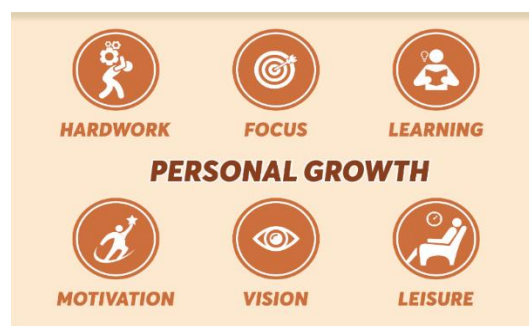 HARDWORK FOCUS LEARNING
PERSONAL GROWTH
MOTIVATION VISION LEISURE